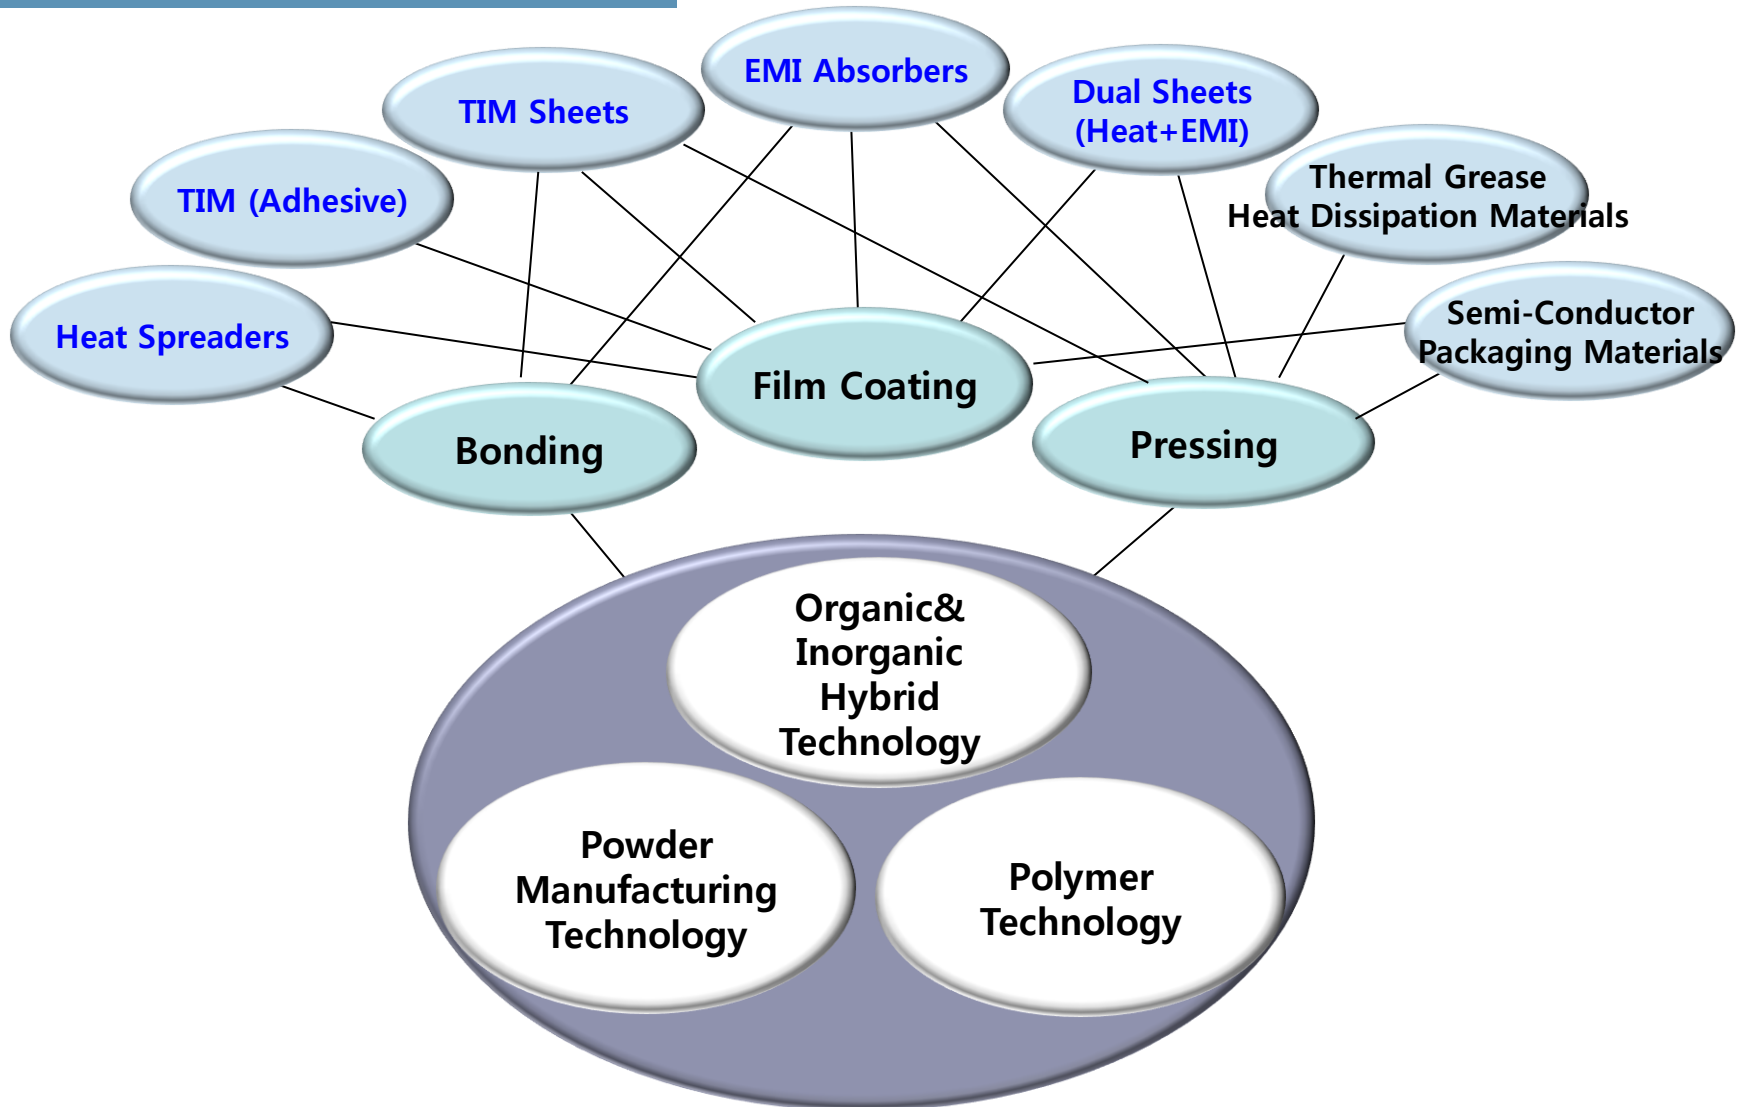 EMI Absorbers
TIM Sheets
Dual Sheets
(Heat+EMI)
TIM (Adhesive)
Thermal Grease
Heat Dissipation Materials
Heat Spreaders
Semi-Conductor
Packaging Materials
Film Coating
Bonding
Pressing
Organic&
Inorganic
Hybrid
Technology
Powder
Manufacturing
Technology
Polymer
Technology